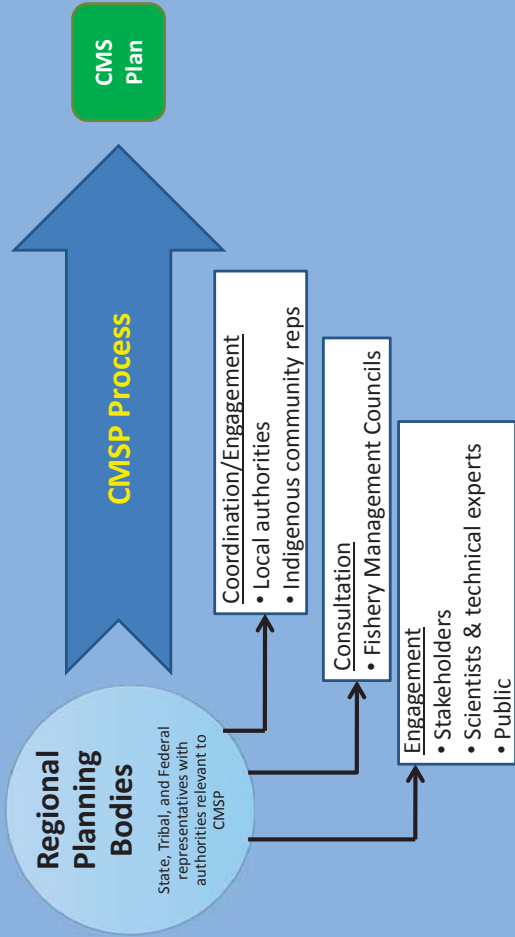 Regional
Planning
Bodies
State, Tribal, and Federal
representatives with
authorities relevant to
CMSP
CMSP Process
CMS
Plan
Coordination/Engagement
• Local authorities
• Indigenous community reps
Consultation
• Fishery Management Councils
Engagement
• Stakeholders
• Scientists & technical experts
• Public